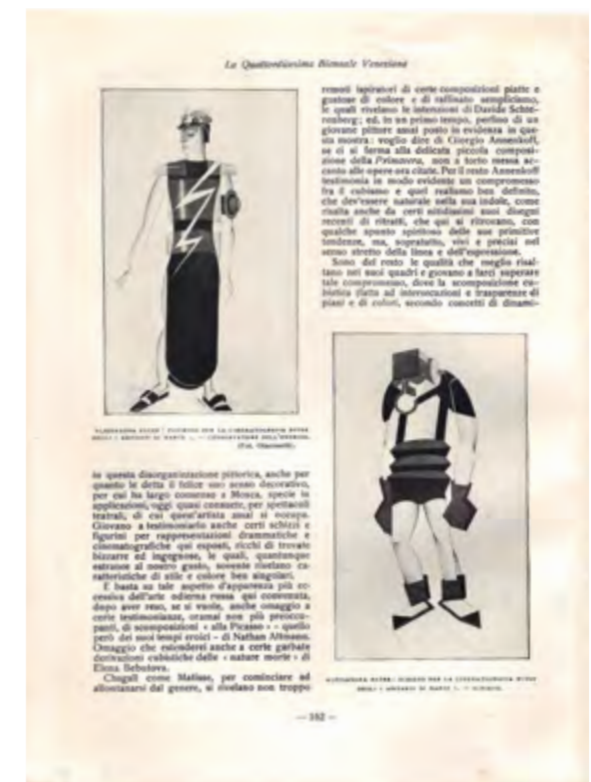 La Quattordicesima Biennale Veneziana
remoti ispiratori di certe composizioni piatte e
gustose di colore e di raffinato semplicismo,
le quali rivelano le intenzioni di Davide Schte-
renberg; ed, in un primo tempo, perfino di un
giovane pittore assai posto in evidenza in que-
sta mostra: voglio dire di Giorgio Annenkoff,
se ci si ferma alla delicata piccola composi-
zione della Primavera, non a torto messa ac-
canto alle opere ora citate. Per il resto Annenkoff
testimonia in modo evidente un compromesso
fra il cubismo e quel realismo ben definito,
che dev'essere naturale nella sua indole, come
risulta anche da certi nitidissimi suoi disegni
recenti di ritratti, che qui si ritrovano, con
qualche spunto spiritoso delle sue primitive
tendenze, ma, sopratutto, vivi e precisi nel
senso stretto della linea e dell'espressione.
Sono del resto le qualità che meglio risal-
tano nei suoi quadri e giovano a farci superare
tale compromesso, dove la scomposizione cu-
bistica ridà ad intersecazioni e trasparenze di
piani e di colori, secondo concetti di dinami-
in questa disorganizzazione pittorica, anche per
quanto le detta il felice suo senso decorativo,
per cui ha largo consenso a Mosca, specie in
applicazioni, oggi quasi consuete, per spettacoli
teatrali, di cui quest'artista assai si occupa.
Giovano a testimoniarlo anche certi schizzi e
figurini per rappresentazioni drammatiche e
cinematografiche qui esposti, ricchi di trovate
bizzarre ed ingegnose, le quali, quantunque
estranee al nostro gusto, sovente rivelano ca-
ratteristiche di stile e colore ben singolari.
E basta su tale aspetto d'apparenza più ec-
cessiva dell'arte odierna russa qui convenuta,
dopo aver reso, se si vuole, anche omaggio a
certe testimonianze, oramai non più preoccu-
panti, di scomposizioni « alla Picasso » - quello
però dei suoi tempi eroici - di Nathan Altmann.
Omaggio che estenderei anche a certe garbate
derivazioni cubistiche delle « nature morte » di
Elena Bebutova.
Chagall come Matisse, per cominciare ad
allontanarsi dal genere, si rivelano non troppo
— 162 —